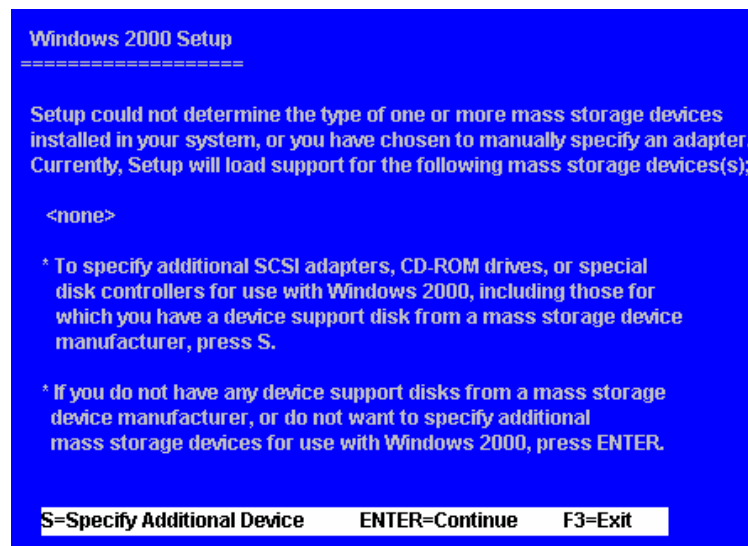 Windows 2000 Setup
===================
Setup could not determine the type of one or more mass storage devices
installed in your system, or you have chosen to manually specify an adapter.
Currently, Setup will load support for the following mass storage devices(s);
<none>
* To specify additional SCSI adapters, CD-ROM drives, or special
disk controllers for use with Windows 2000, including those for
which you have a device support disk from a mass storage device
manufacturer, press S.
* If you do not have any device support disks from a mass storage
device manufacturer, or do not want to specify additional
mass storage devices for use with Windows 2000, press ENTER.
S=Specify Additional Device ENTER=Continue F3=Exit